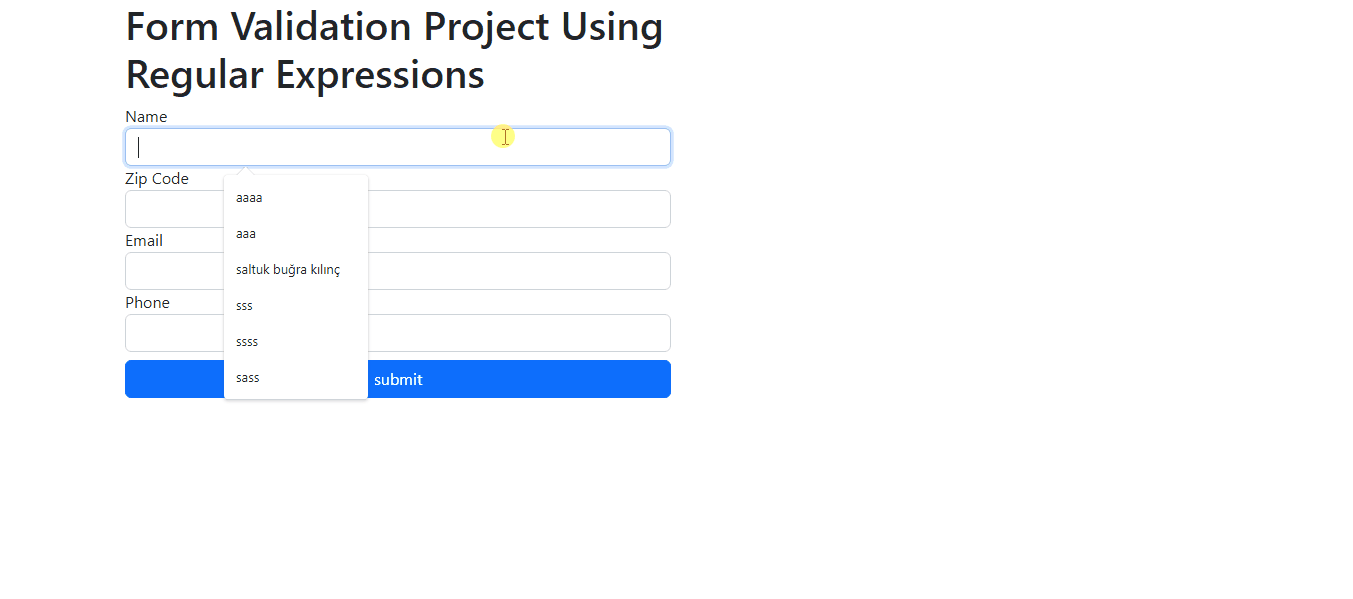 Form Validation Project Using
Regular Expressions
Name
Zip Code
aaaa
aaa
Email
saltuk buğra kılınç
Phone
sss
ssss
sass
submit